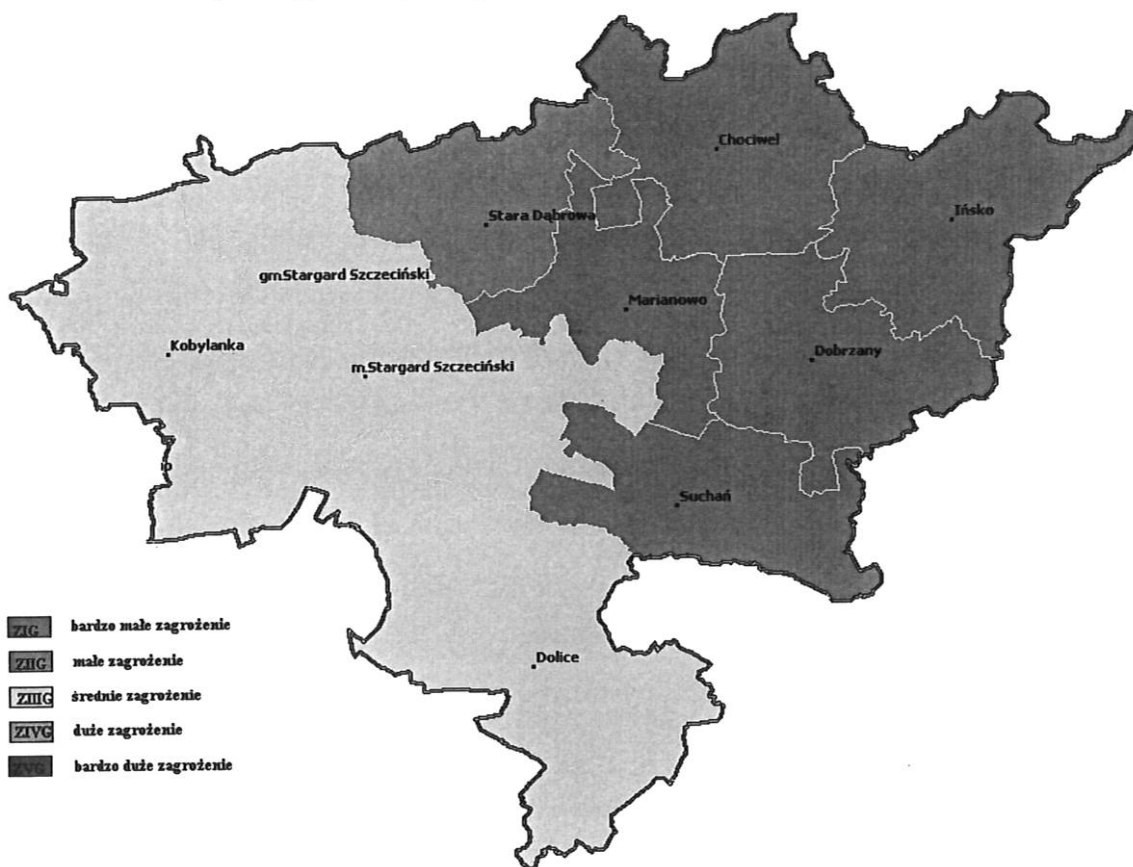 Chociwel
Ińsko
Stara Dąbrowa
gm.Stargard Szczeciński
Marianowo
Kobylanka
Dobrzany
m.Stargard Szczeciński
Suchań
Dolice
ZIG bardzo małe zagrożenie
ZIIG małe zagrożenie
ZIIIG średnie zagrożenie
ZIVG duże zagrożenie
ZVG bardzo duże zagrożenie